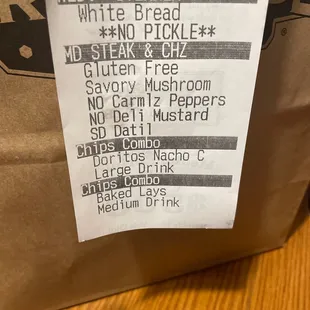 White Bread
**NO PICKLE**
MD STEAK & CHZ
Gluten Free
Savory Mushroom
NO Carmlz Peppers
NO Deli Mustard
SD Datil
Chips Combo
Doritos Nacho C
Large Drink
Chips Combo
Baked Lays
Medium Drink